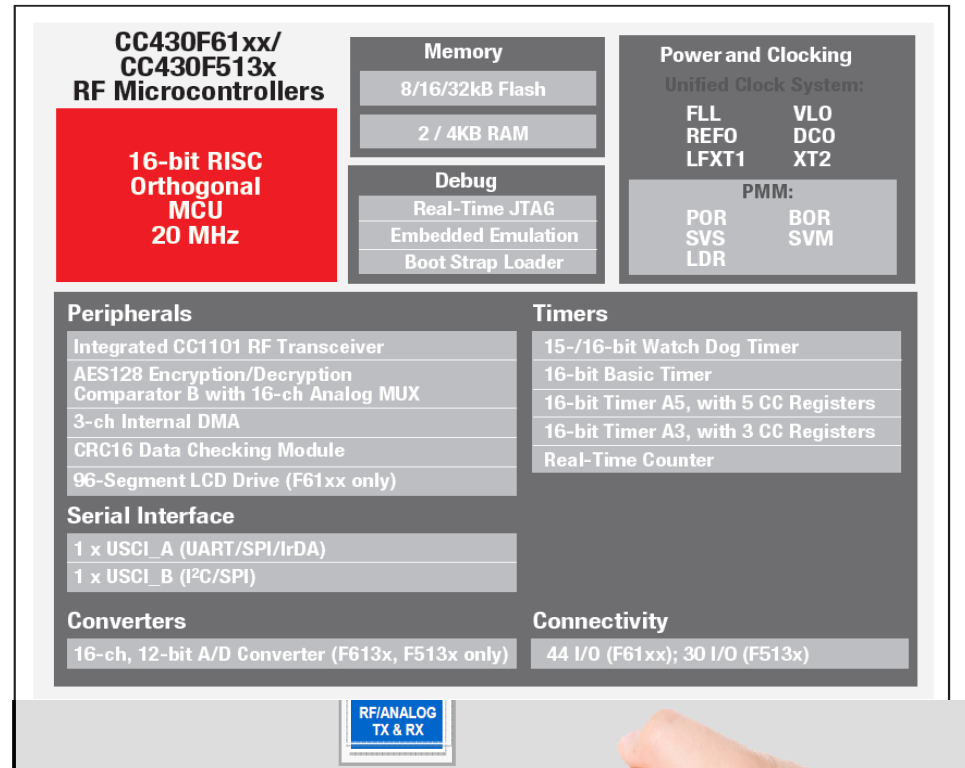 CC430F61xx/
CC430F513x
RF Microcontrollers
16-bit RISC
Orthogonal
MCU
20 MHz
Memory
8/16/32kB Flash
2 / 4KB RAM
Debug
Real-Time JTAG
Embedded Emulation
Boot Strap Loader
Power and Clocking
Unified Clock System:
FLL VLO
REFO DCO
LFXT1 XT2
PMM:
POR BOR
SVS SVM
LDR
Peripherals
Integrated CC1101 RF Transceiver
AES128 Encryption/Decryption
Comparator B with 16-ch Analog MUX
3-ch Internal DMA
CRC16 Data Checking Module
96-Segment LCD Drive (F61xx only)
Timers
15-/16-bit Watch Dog Timer
16-bit Basic Timer
16-bit Timer A5, with 5 CC Registers
16-bit Timer A3, with 3 CC Registers
Real-Time Counter
Serial Interface
1 x USCI_A (UART/SPI/IrDA)
1 x USCI_B (I²C/SPI)
Converters
16-ch, 12-bit A/D Converter (F613x, F513x only)
Connectivity
44 I/O (F61xx); 30 I/O (F513x)
RF/ANALOG
TX & RX